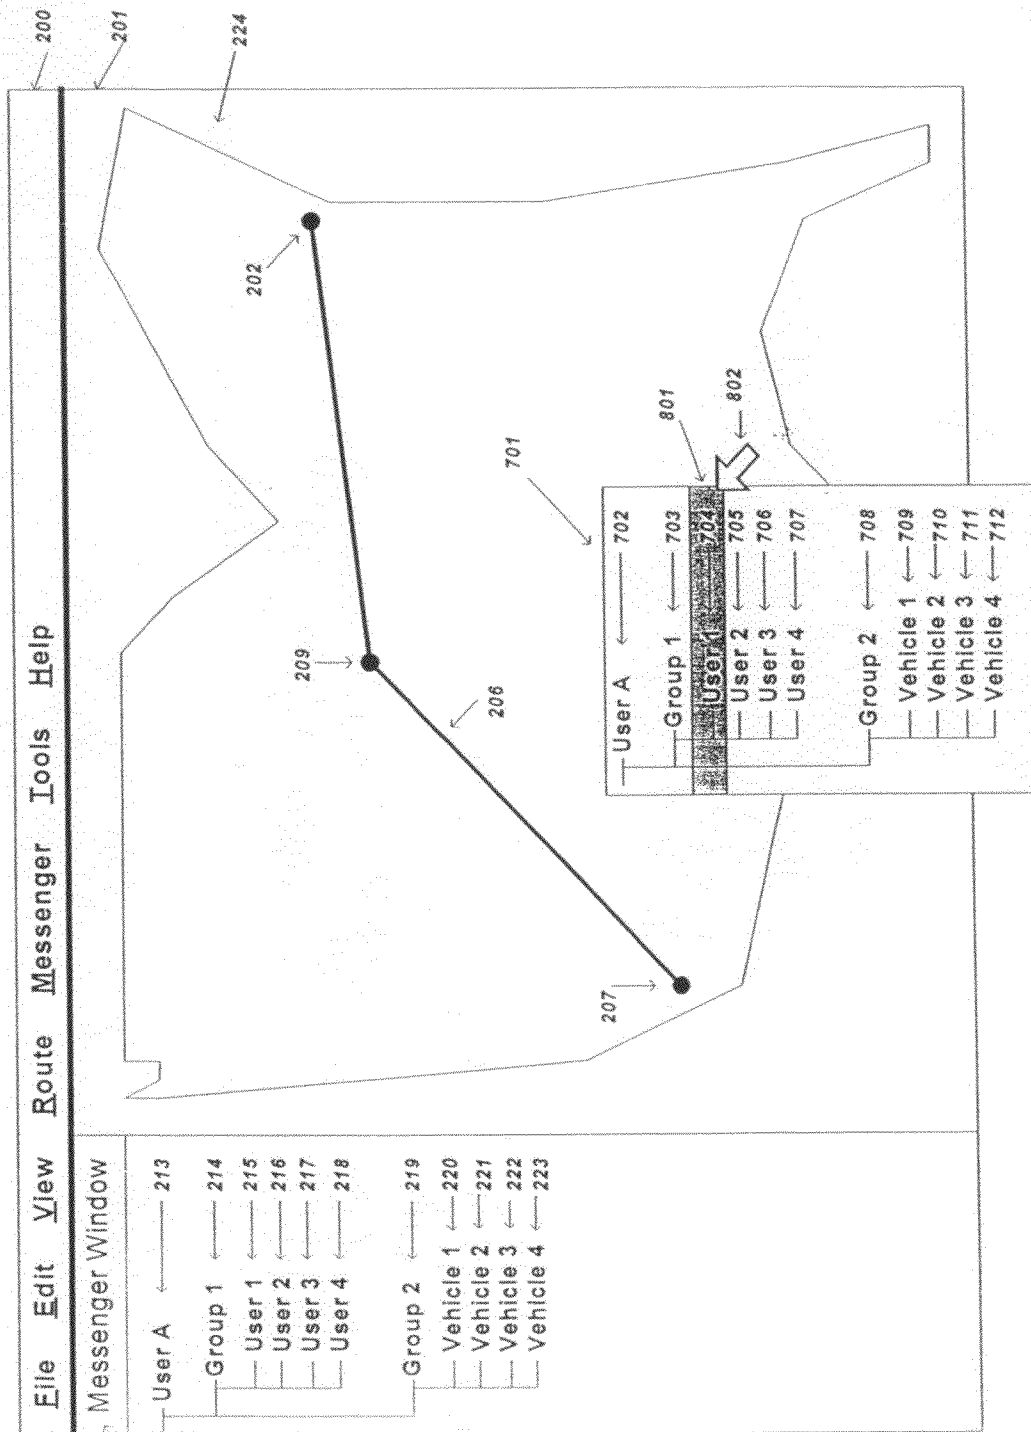 File Edit View Route Messenger Tools Help
200
201
Messenger Window
224
User A 213
Group 1 214
User 1 215
User 2 216
User 3 217
User 4 218
Group 2 219
Vehicle 1 220
Vehicle 2 221
Vehicle 3 222
Vehicle 4 223
202
209
206
207
701
801
802
User A 702
Group 1 703
User 1 704
User 2 705
User 3 706
User 4 707
Group 2 708
Vehicle 1 709
Vehicle 2 710
Vehicle 3 711
Vehicle 4 712